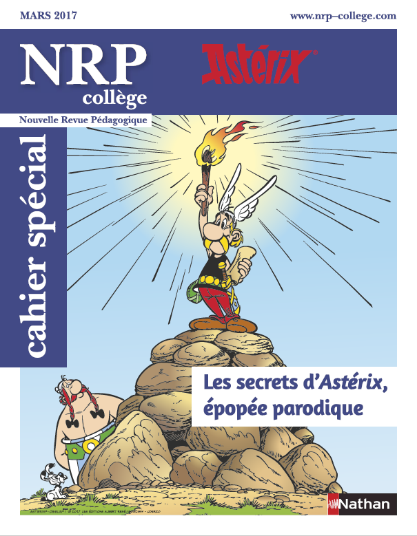 MARS 2017
www.nrp-college.com
NRP
collège
Astérix
Nouvelle Revue Pédagogique
cahier spécial
Les secrets d'Astérix,
épopée parodique
Nathan